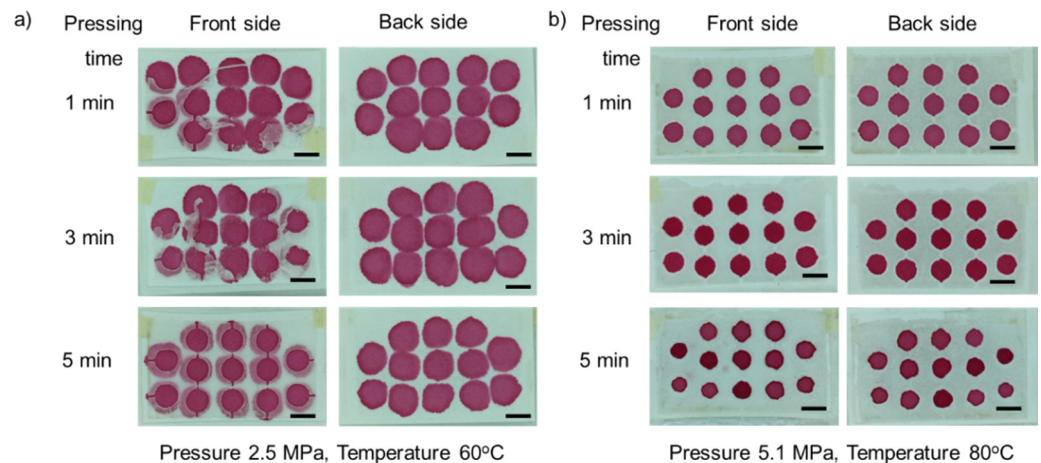 a) Pressing Front side Back side
time
1 min
3 min
5 min
Pressure 2.5 MPa, Temperature 60°C
b) Pressing Front side Back side
time
1 min
3 min
5 min
Pressure 5.1 MPa, Temperature 80°C